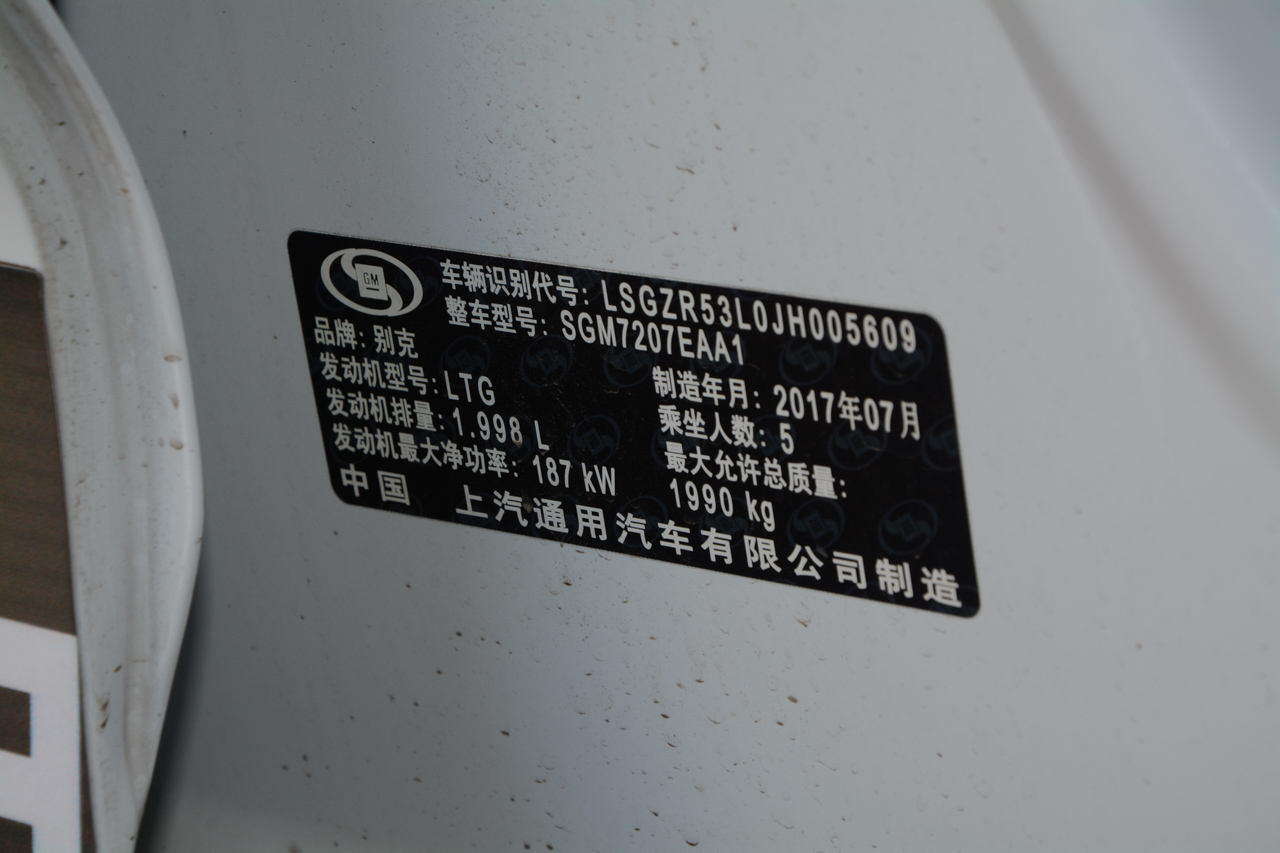 GM
车辆识别代号: LSGZR53L0JH005609
整车型号: SGM7207EAA1
品牌: 别克
发动机型号: LTG
制造年月: 2017年07月
发动机排量: 1.998 L
乘坐人数: 5
发动机最大净功率: 187 kW
最大允许总质量:
1990 kg
中国 上汽通用汽车有限公司制造